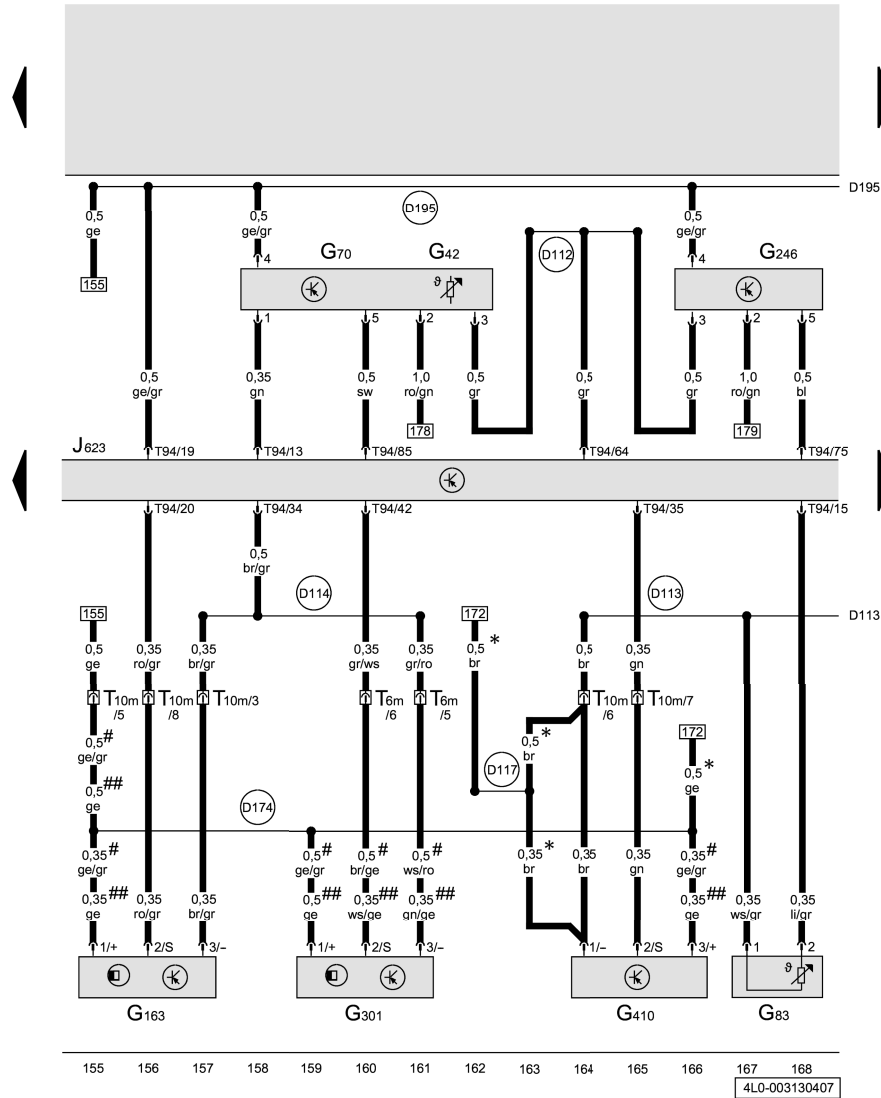 D195
D195
0,5
ge
0,5
ge/gr
0,5
ge/gr
155
4
G70
G42
D112
4
G246
ϑ
1
5
2
3
3
2
5
0,5
ge/gr
0,35
gn
0,5
sw
1,0
ro/gn
0,5
gr
0,5
gr
0,5
gr
1,0
ro/gn
0,5
bl
178
179
J623
T94/19
T94/13
T94/85
T94/64
T94/75
T94/20
T94/34
T94/42
T94/35
T94/15
0,5
br/gr
D114
D113
155
172
D113
0,5
ge
0,35
ro/gr
0,35
br/gr
0,35
gr/ws
0,35
gr/ro
0,5 *
br
0,5
br
0,35
gn
T10m
/5
T10m
/8
T10m/3
T6m
/6
T6m
/5
T10m
/6
T10m/7
0,5 #
ge/gr
0,5 ##
ge
0,5 *
br
172
0,5 *
ge
D117
D174
0,35 #
ge/gr
0,35 ##
ge
0,35
ro/gr
0,35
br/gr
0,5 #
ge/gr
0,5 ##
ge
0,5 #
br/ge
0,35 ##
ws/ge
0,5 #
ws/ro
0,35 ##
gn/ge
0,35 *
br
0,35
br
0,35
gn
0,35 #
ge/gr
0,35 ##
ge
0,35
ws/gr
0,35
li/gr
1/+
2/S
3/–
1/+
2/S
3/–
1/–
2/S
3/+
1
2
ϑ
G163
G301
G410
G83
155 156 157 158 159 160 161 162 163 164 165 166 167 168
4L0-003130407